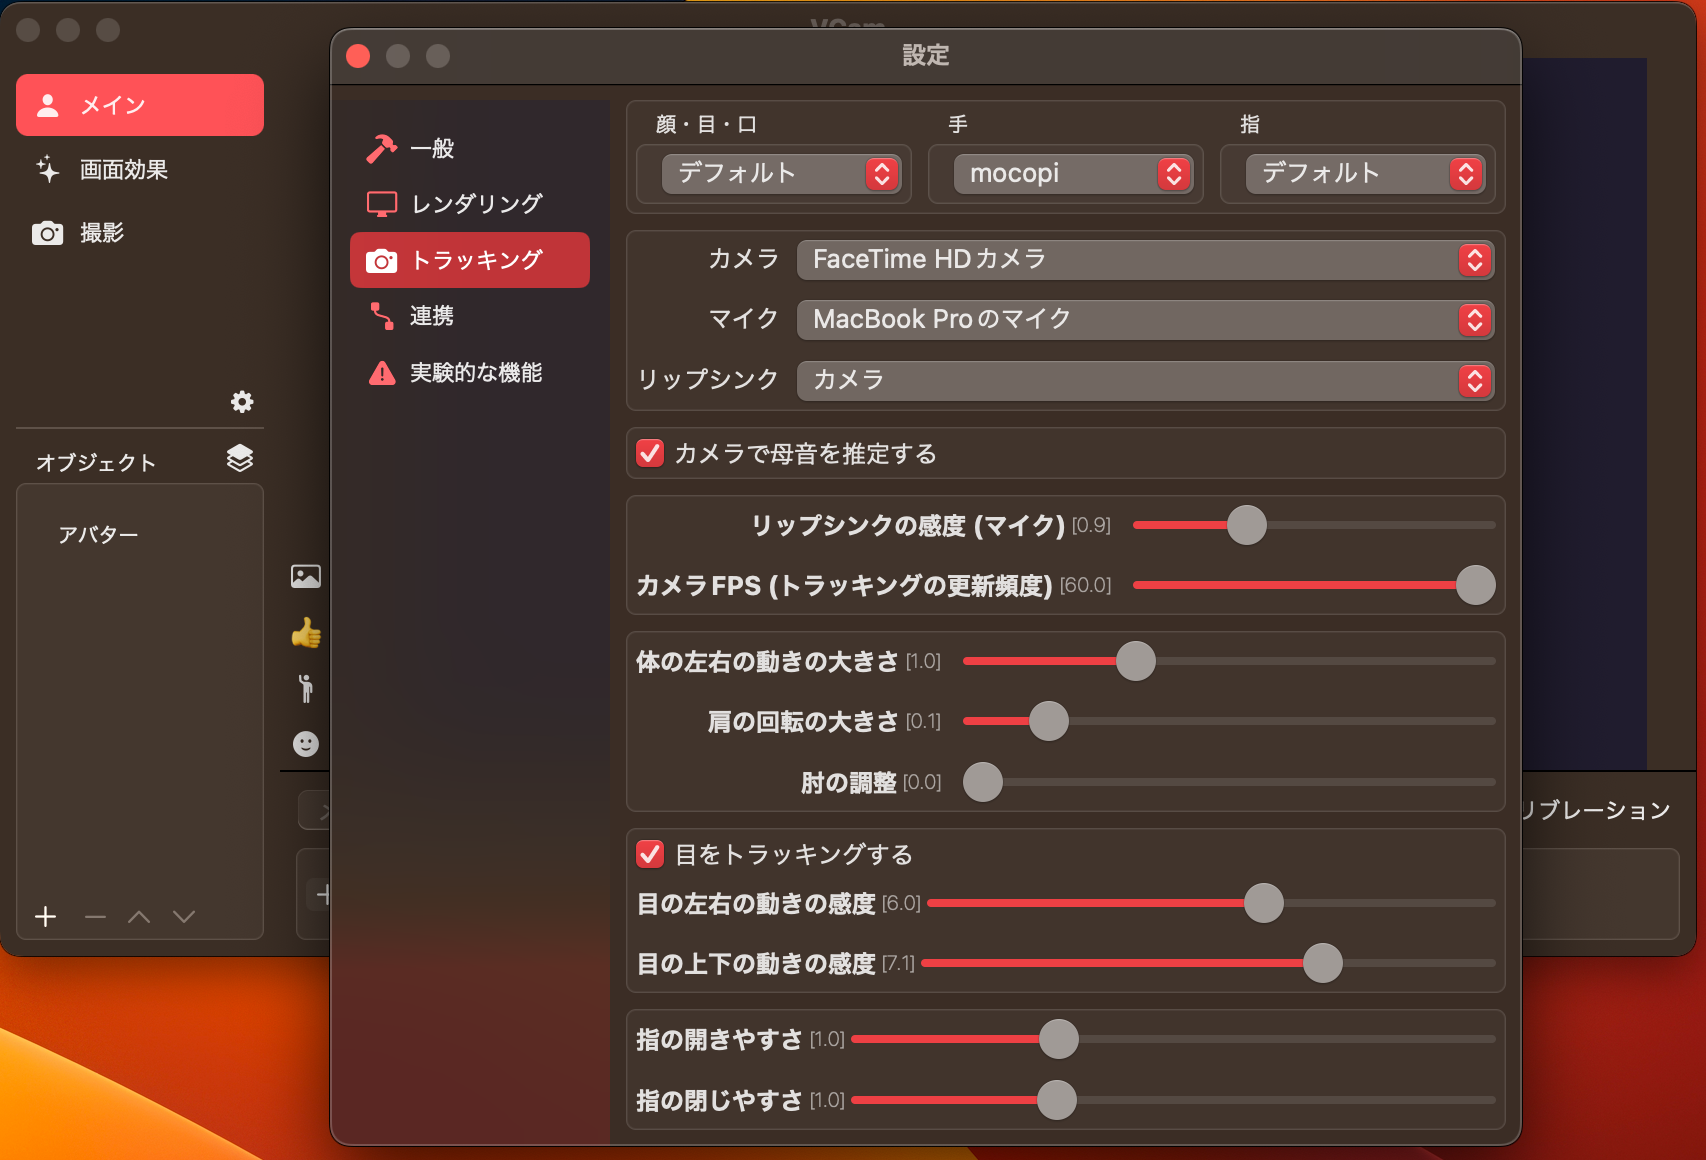 設定
メイン
画面効果
撮影
オブジェクト
アバター
一般
レンダリング
トラッキング
連携
実験的な機能
顔・目・口
手
指
デフォルト
mocopi
デフォルト
カメラ
FaceTime HDカメラ
マイク
MacBook Proのマイク
リップシンク
カメラ
カメラで母音を推定する
リップシンクの感度 (マイク) [0.9]
カメラFPS (トラッキングの更新頻度) [60.0]
体の左右の動きの大きさ [1.0]
肩の回転の大きさ [0.1]
肘の調整 [0.0]
目をトラッキングする
目の左右の動きの感度 [6.0]
目の上下の動きの感度 [7.1]
指の開きやすさ [1.0]
指の閉じやすさ [1.0]
リブレーション